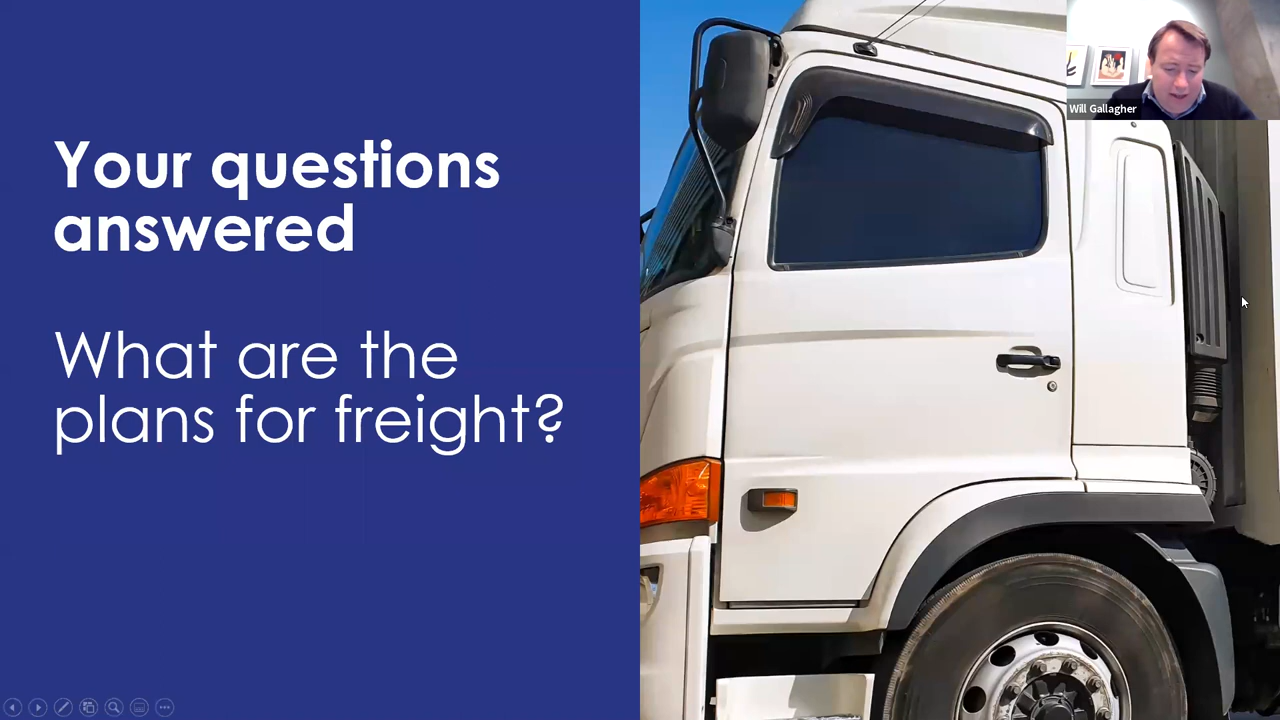 Your questions
answered
What are the
plans for freight?
Will Gallagher